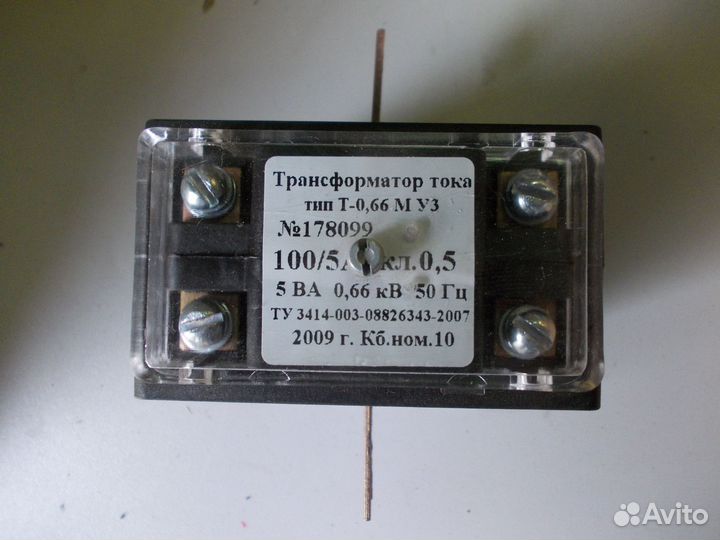 Трансформатор тока
тип Т-0,66 М У3
№178099
100/5А кл.0,5
5 ВА 0,66 кВ 50 Гц
ТУ 3414-003-08826343-2007
2009 г. Кб.ном.10
Avito